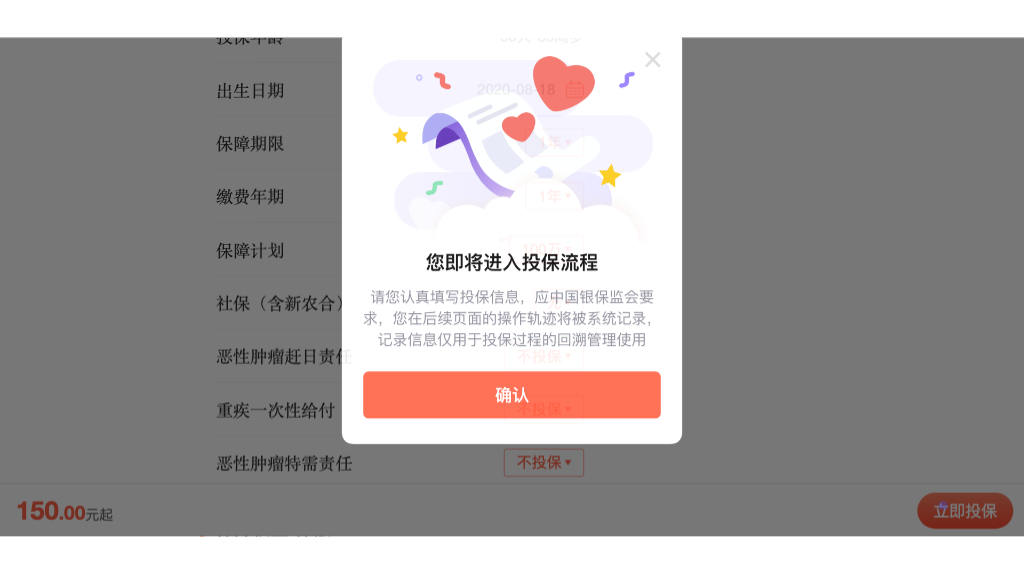 投保年龄
出生日期
2020-08-18
保障期限
1年
缴费年期
1年
保障计划
100万
您即将进入投保流程
请您认真填写投保信息，应中国银保监会要
求，您在后续页面的操作轨迹将被系统记录，
记录信息仅用于投保过程的回溯管理使用
社保（含新农合）
恶性肿瘤赶日责任
不投保
确认
重疾一次性给付
不投保
恶性肿瘤特需责任
不投保
150.00元起
立即投保